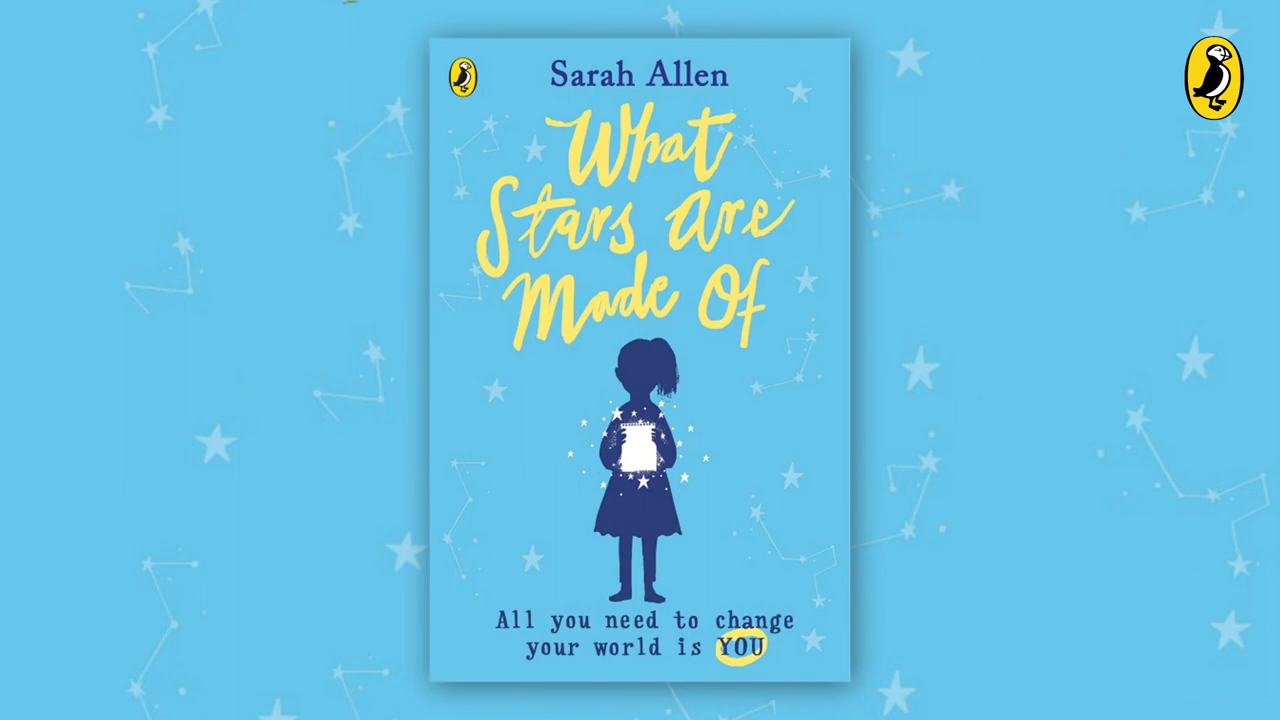 Sarah Allen
What
Stars Are
Made Of
All you need to change
your world is YOU